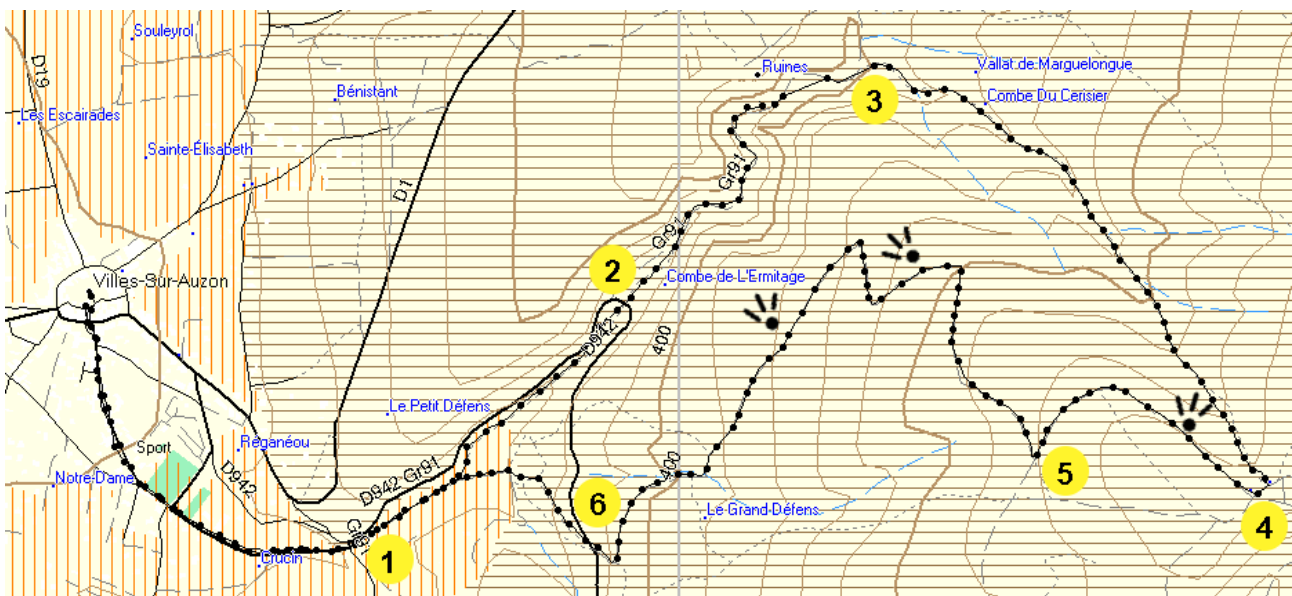 Souleyrol
D19
Ruines
Vallat de Marguelongue
Bénistant
3
Combe Du Cerisier
Les Escairades
Sainte-Élisabeth
Gr91
D1
Gr91
2
Combe de L'Ermitage
Villes-Sur-Auzon
D942
400
Le Petit Défens
Sport
Réganéou
5
Notre-Dame
D942
D942-Gr91
400
6
Le Grand Défens
4
Gr91
1
Crucin